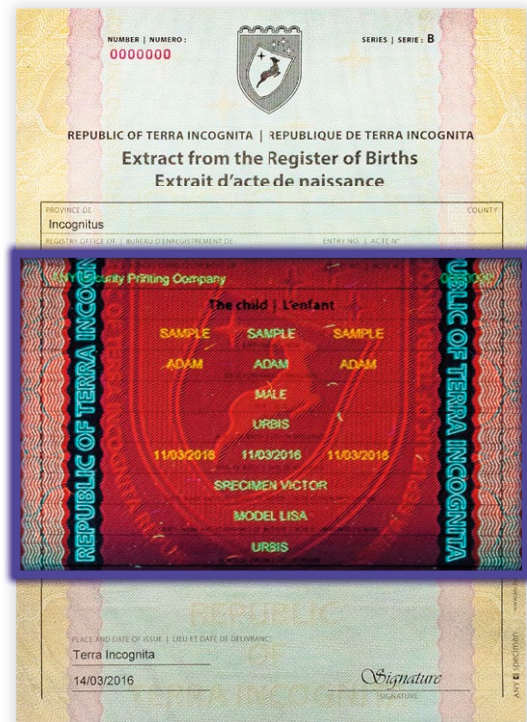 NUMBER | NUMERO :
0000000
SERIES | SERIE : B
REPUBLIC OF TERRA INCOGNITA | REPUBLIQUE DE TERRA INCOGNITA
Extract from the Register of Births
Extrait d'acte de naissance
PROVINCE DE
COUNTY
Incognitus
REGISTRY OFFICE OF | BUREAU D'ENREGISTREMENT DE
ENTRY NO. | ACTE N°
Security Printing Company
The child | L'enfant
SAMPLE SAMPLE SAMPLE
ADAM ADAM ADAM
MALE
URBIS
11/03/2016 11/03/2016 11/03/2016
SPECIMEN VICTOR
MODEL LISA
URBIS
REPUBLIC OF TERRA INCOGNITA
REPUBLIC OF TERRA INCOGNITA
REPUBLIC
OF
TERRA INCOGNITA
PLACE AND DATE OF ISSUE | LIEU ET DATE DE DELIVRANCE
Terra Incognita
14/03/2016
Signature
SIGNATURE
specimen